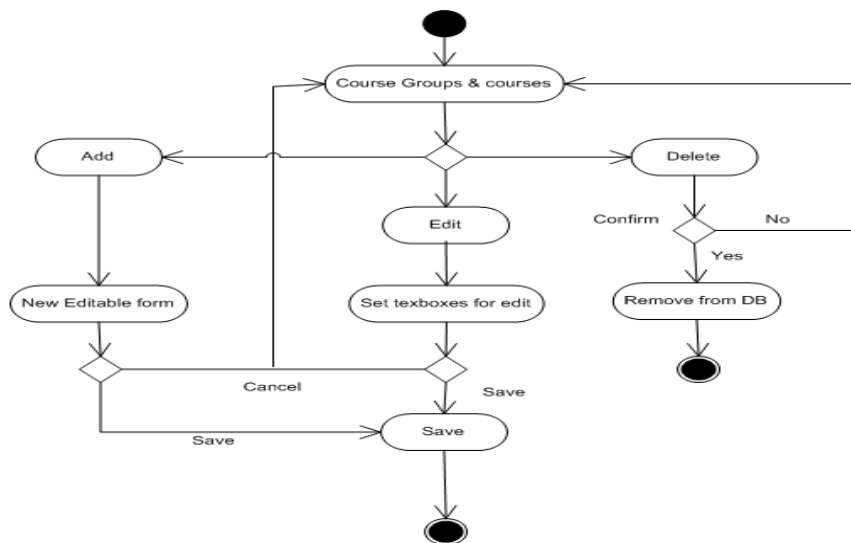 Course Groups & courses
Add
Delete
Edit
Confirm
No
Yes
New Editable form
Set texboxes for edit
Remove from DB
Cancel
Save
Save
Save